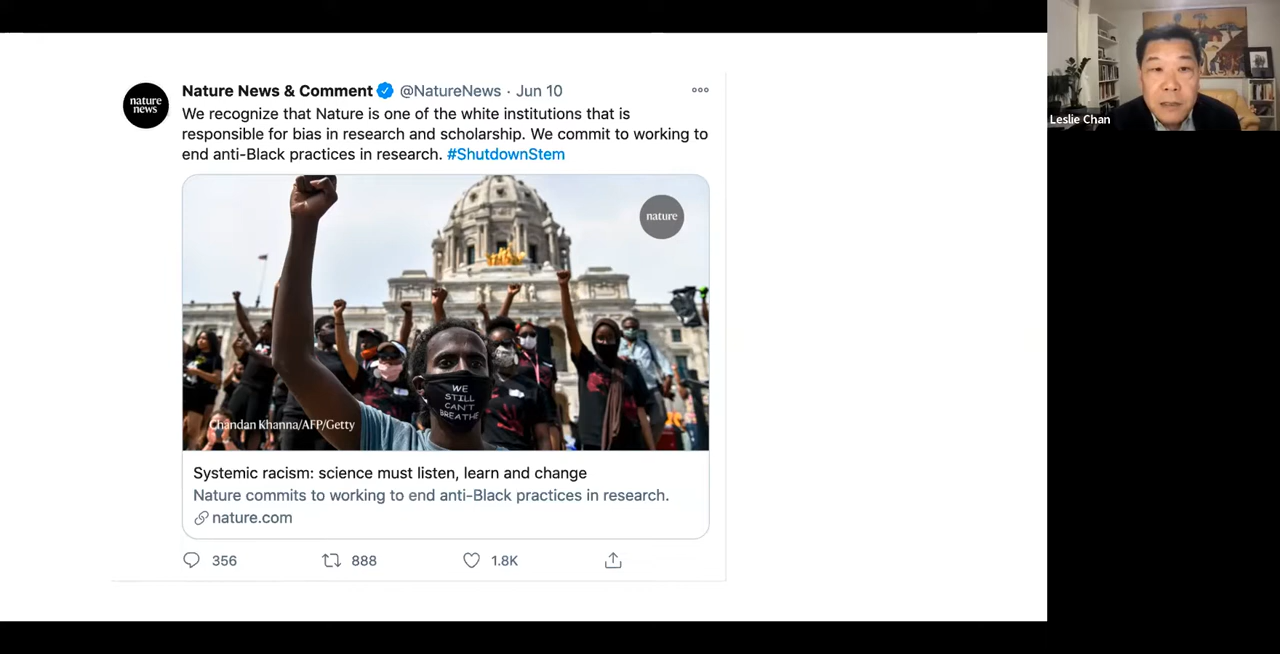 nature
news
Nature News & Comment @NatureNews · Jun 10
We recognize that Nature is one of the white institutions that is
responsible for bias in research and scholarship. We commit to working to
end anti-Black practices in research. #ShutdownStem
nature
WE
STILL
CAN'T
BREATHE
Chandan Khanna/AFP/Getty
Systemic racism: science must listen, learn and change
Nature commits to working to end anti-Black practices in research.
nature.com
356 888 1.8K
Leslie Chan